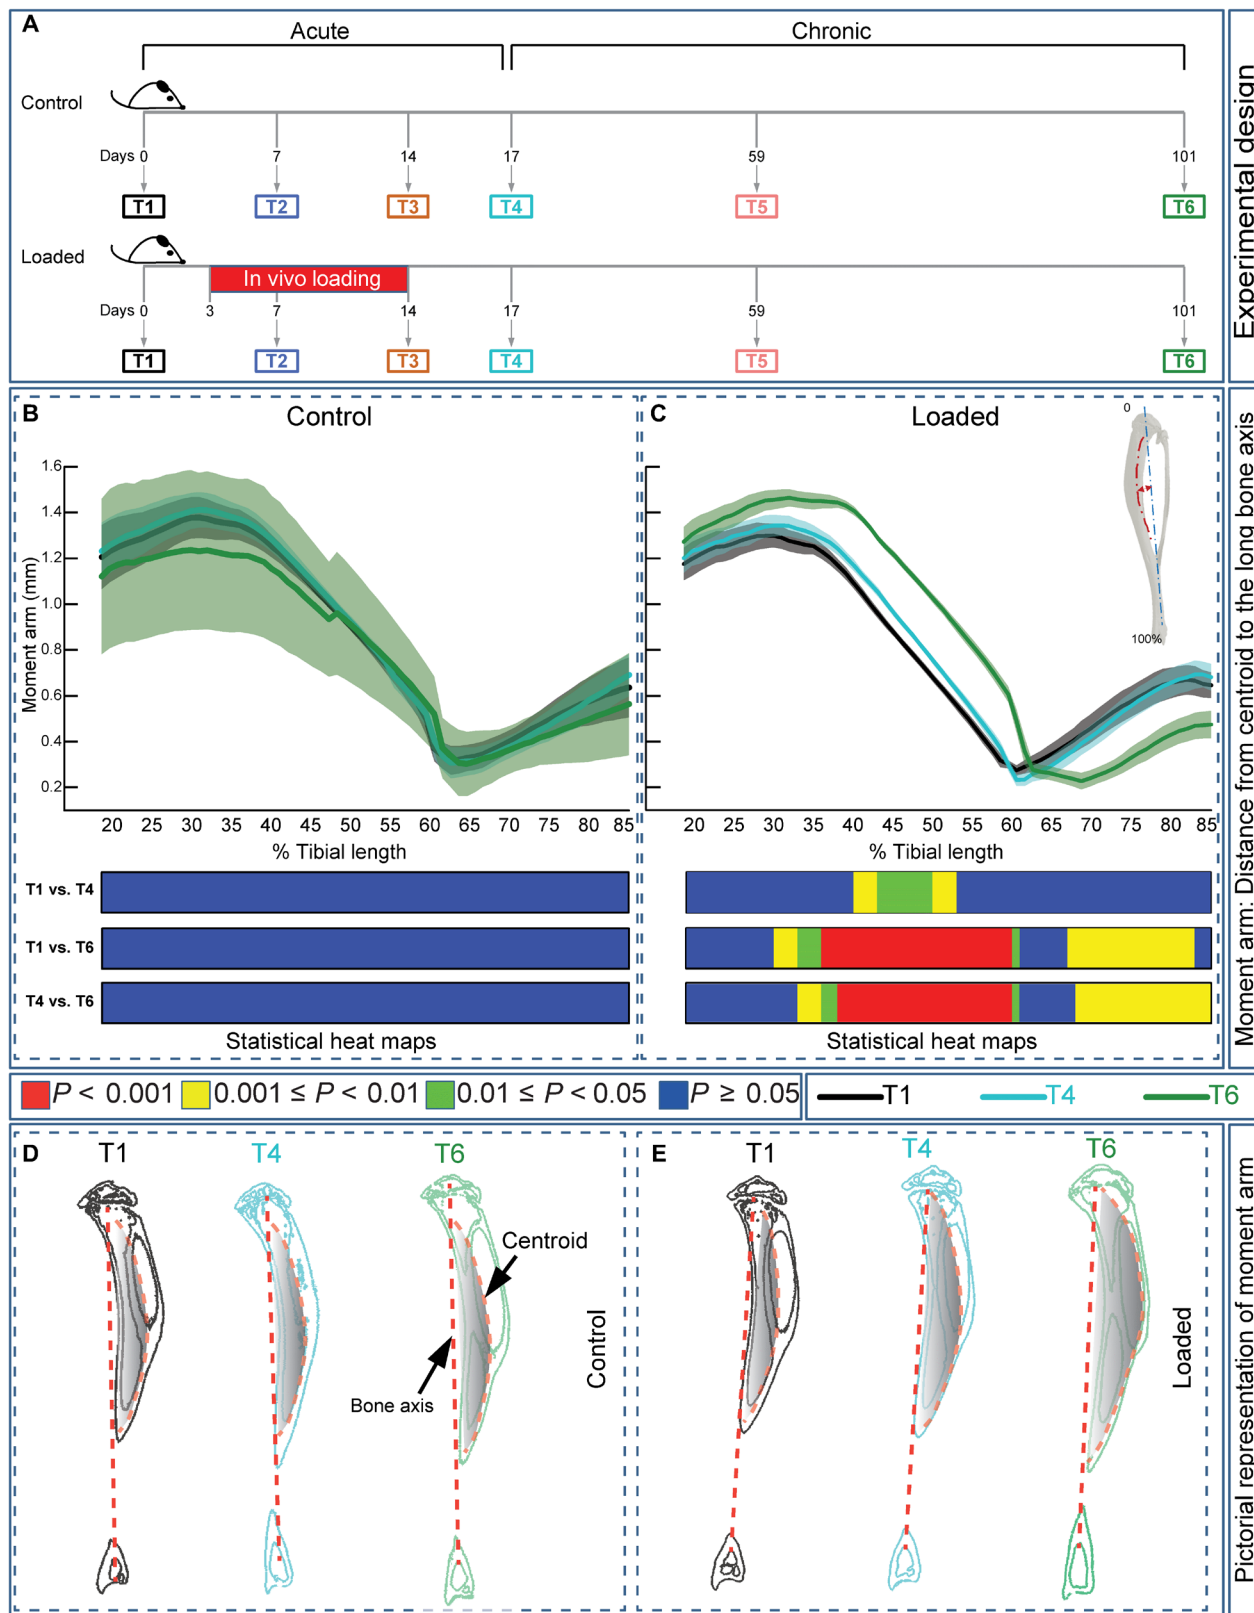 A
Acute
Chronic
Control
Days 0 7 14 17 59 101
T1 T2 T3 T4 T5 T6
Loaded
In vivo loading
Days 0 3 7 14 17 59 101
T1 T2 T3 T4 T5 T6
Experimental design
B
Control
Moment arm (mm)
1.6
1.4
1.2
1.0
0.8
0.6
0.4
0.2
20 25 35 40 45 50 55 60 65 70 75 80 85
% Tibial length
C
Loaded
0
100%
20 25 30 35 40 45 50 55 60 65 70 75 80 85
% Tibial length
T1 vs. T4
T1 vs. T6
T4 vs. T6
Statistical heat maps
Statistical heat maps
Moment arm: Distance from centroid to the long bone axis
P < 0.001
0.001 ≤ P < 0.01
0.01 ≤ P < 0.05
P ≥ 0.05
T1
T4
T6
D
T1
T4
T6
Centroid
Bone axis
Control
E
T1
T4
T6
Loaded
Pictorial representation of moment arm